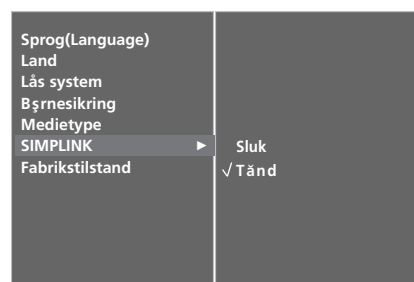 Sprog(Language)
Land
Lås system
Bşrnesikring
Medietype
SIMPLINK ►
Fabrikstilstand
Sluk
√ Tănd